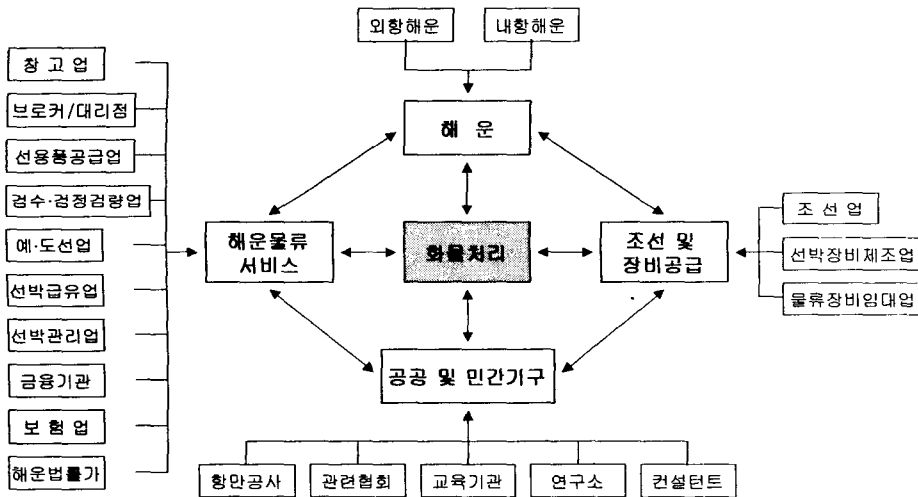 외항해운
내항해운
창 고 업
브로커/대리점
선용품공급업
검수·검정검량업
예·도선업
선박급유업
선박관리업
금융기관
보 험 업
해운법률가
해 운
해운물류
서비스
화물처리
조선 및
장비공급
공공 및 민간기구
조 선 업
선박장비제조업
물류장비임대업
항만공사
관련협회
교육기관
연구소
컨설턴트